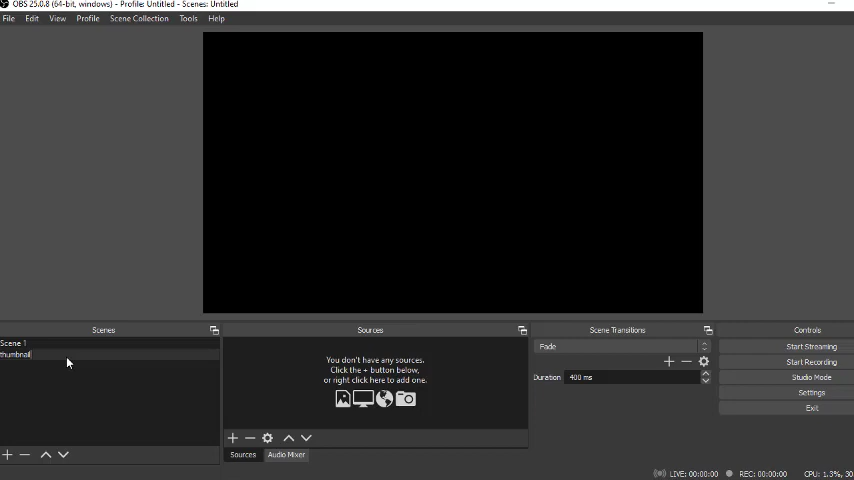 OBS 25.0.8 (64-bit, windows) - Profile: Untitled - Scenes: Untitled
File Edit View Profile Scene Collection Tools Help
Scenes
Scene 1
thumbnail
Sources
You don't have any sources.
Click the + button below,
or right click here to add one.
Sources Audio Mixer
Scene Transitions
Fade
Duration 400 ms
Controls
Start Streaming
Start Recording
Studio Mode
Settings
Exit
LIVE: 00:00:00 REC: 00:00:00 CPU: 1.3%, 30